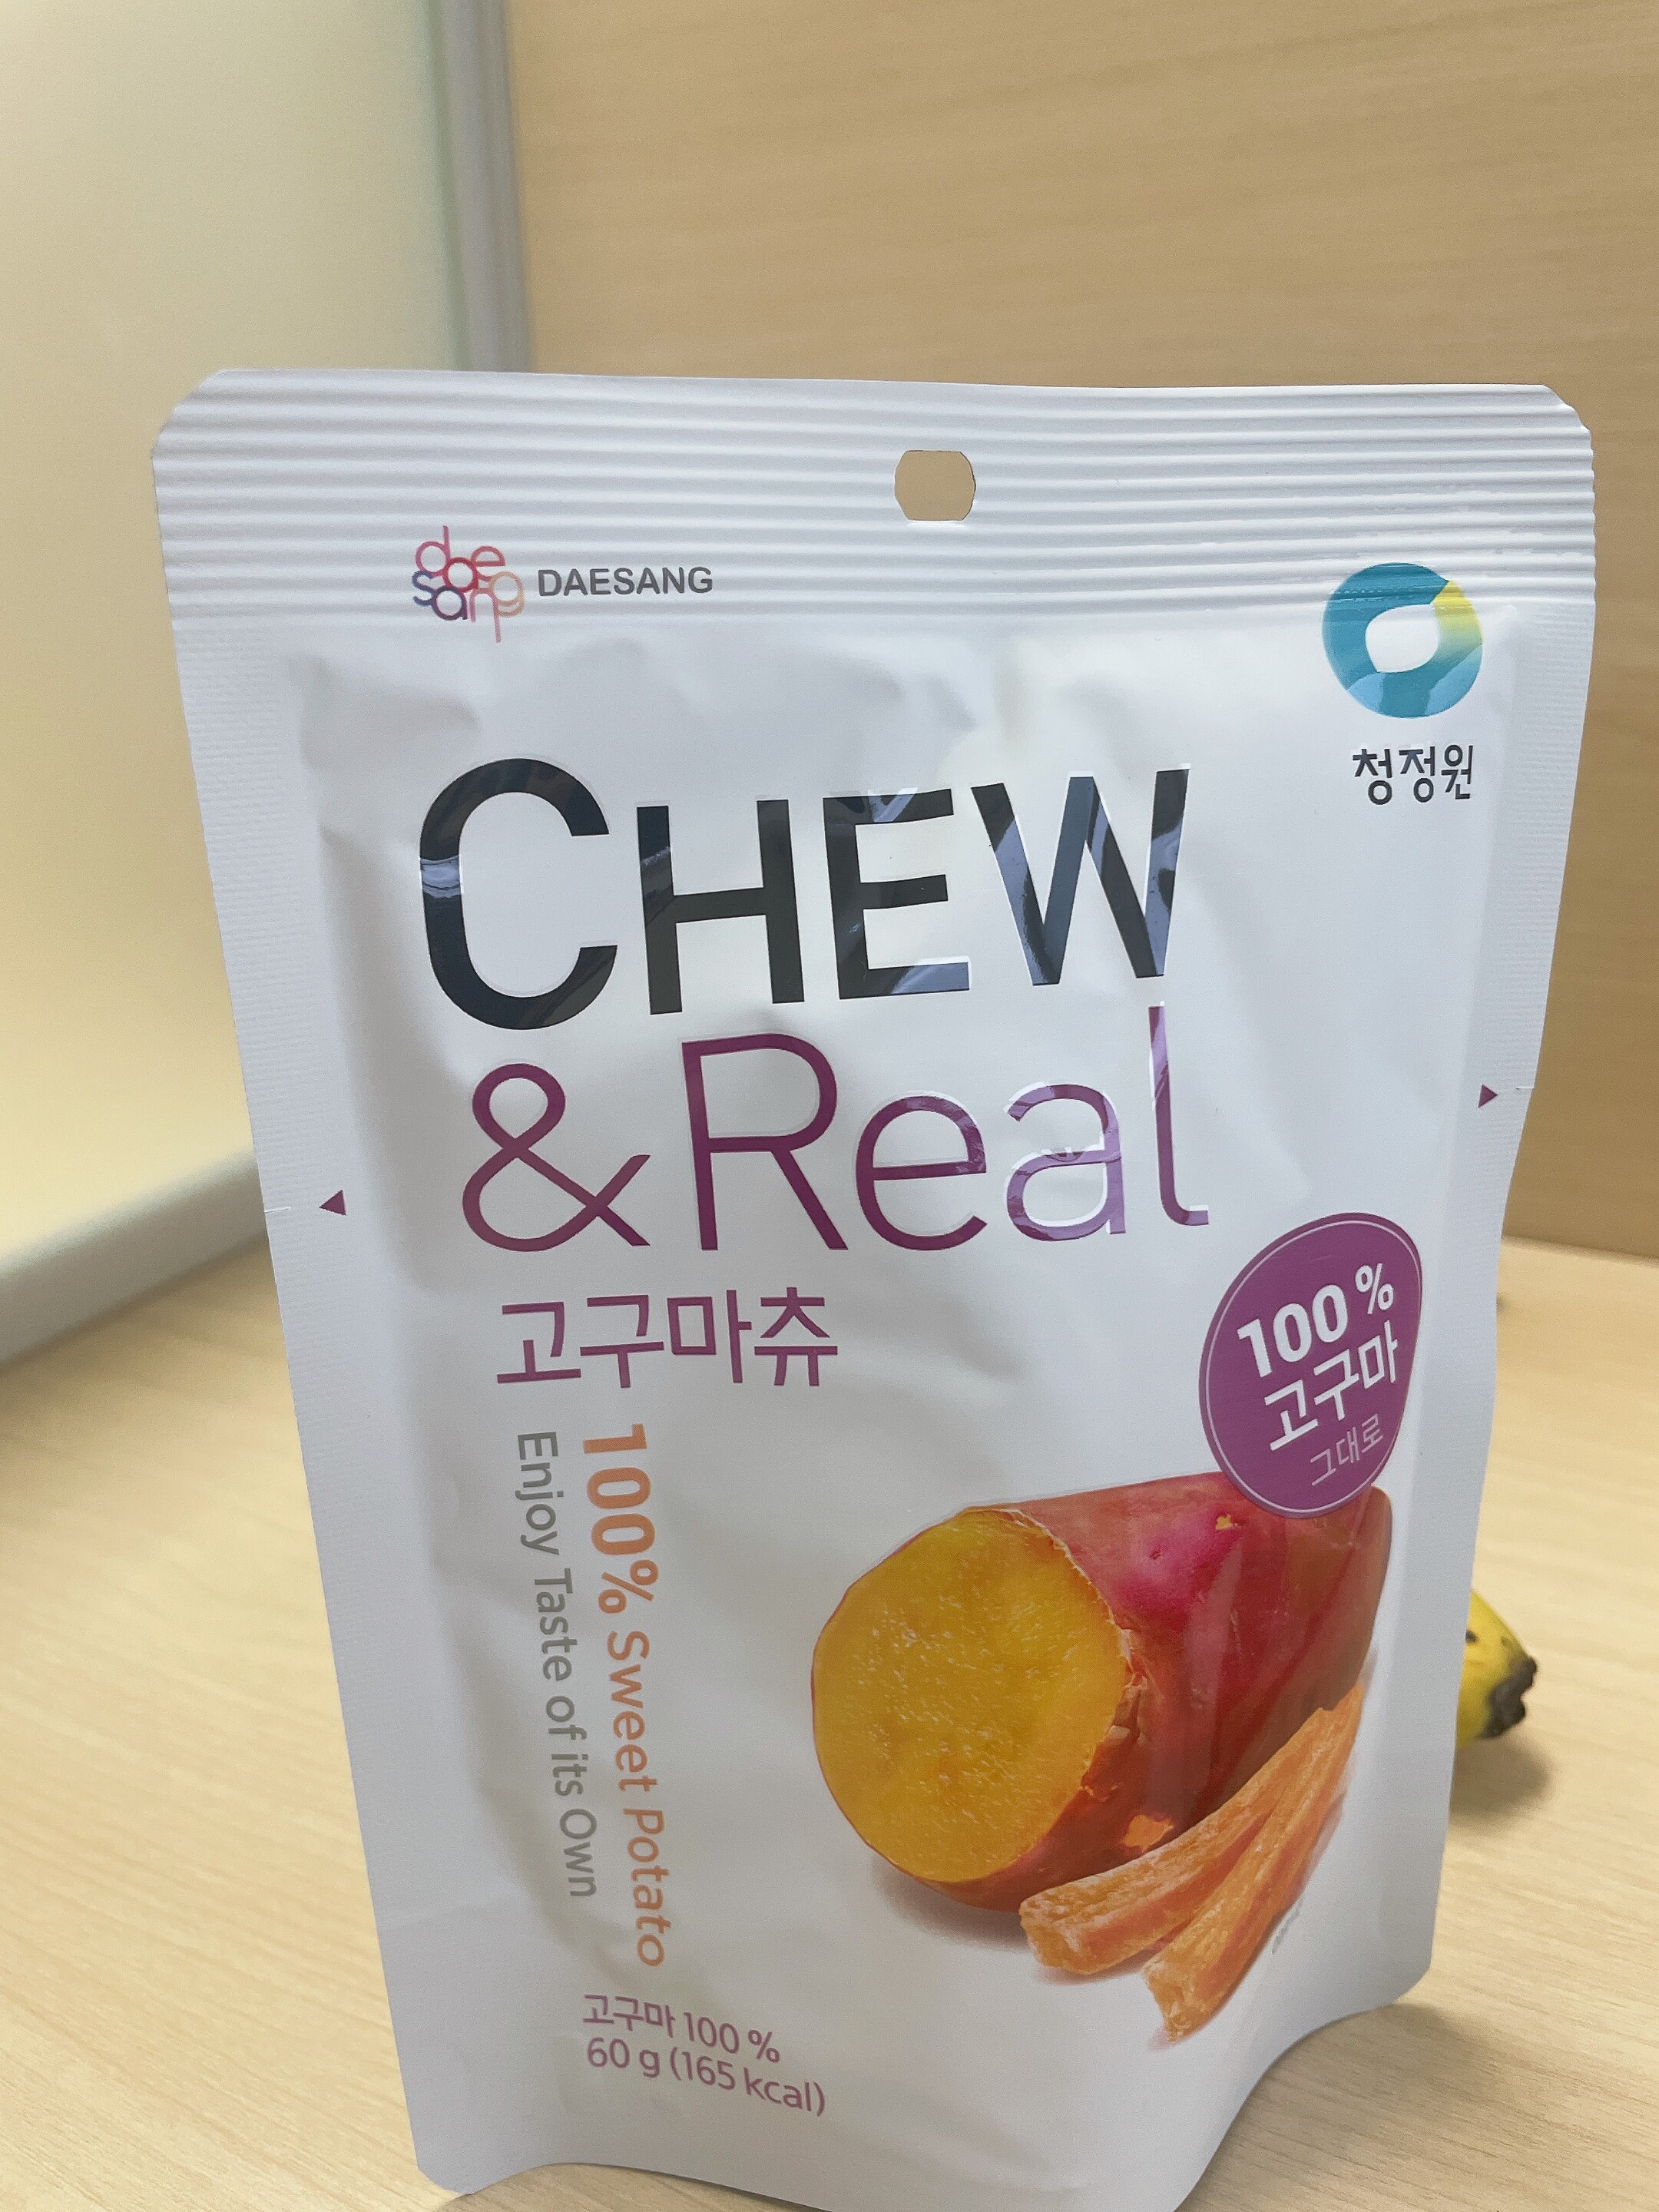 daesang DAESANG
청정원
CHEW
& Real
고구마츄
100%
고구마
그대로
100% Sweet Potato
Enjoy Taste of its Own
고구마 100 %
60 g (165 kcal)